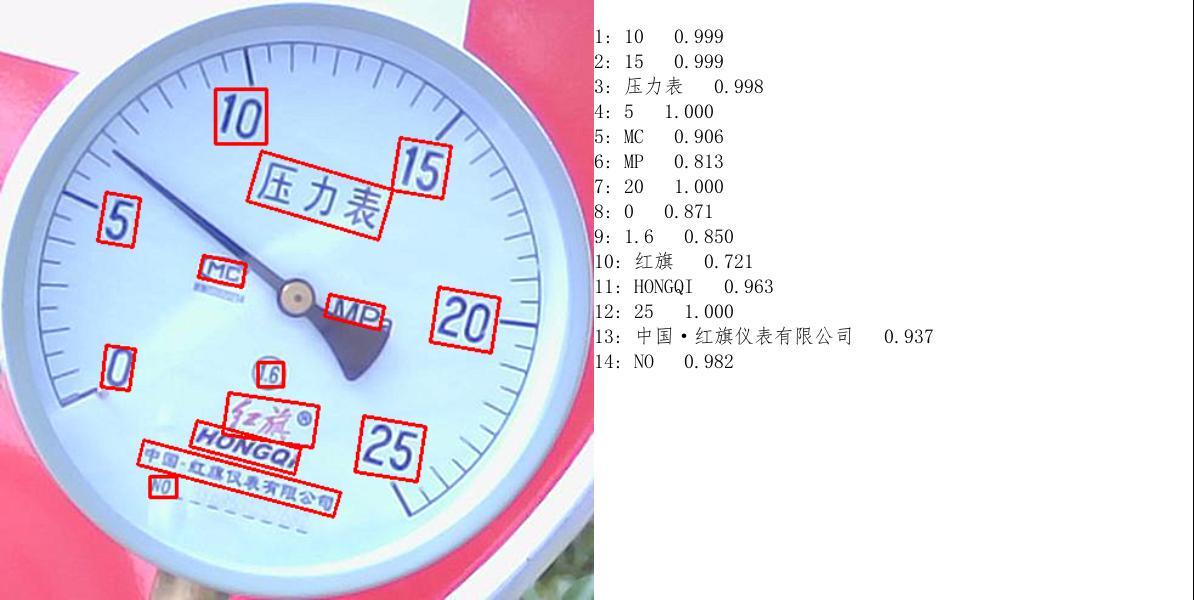 10
15
压力表
5
MC
MPa
20
0
1.6
红旗®
HONGQI
25
中国·红旗仪表有限公司
NO
1: 10 0.999
2: 15 0.999
3: 压力表 0.998
4: 5 1.000
5: MC 0.906
6: MP 0.813
7: 20 1.000
8: 0 0.871
9: 1.6 0.850
10: 红旗 0.721
11: HONGQI 0.963
12: 25 1.000
13: 中国·红旗仪表有限公司 0.937
14: NO 0.982